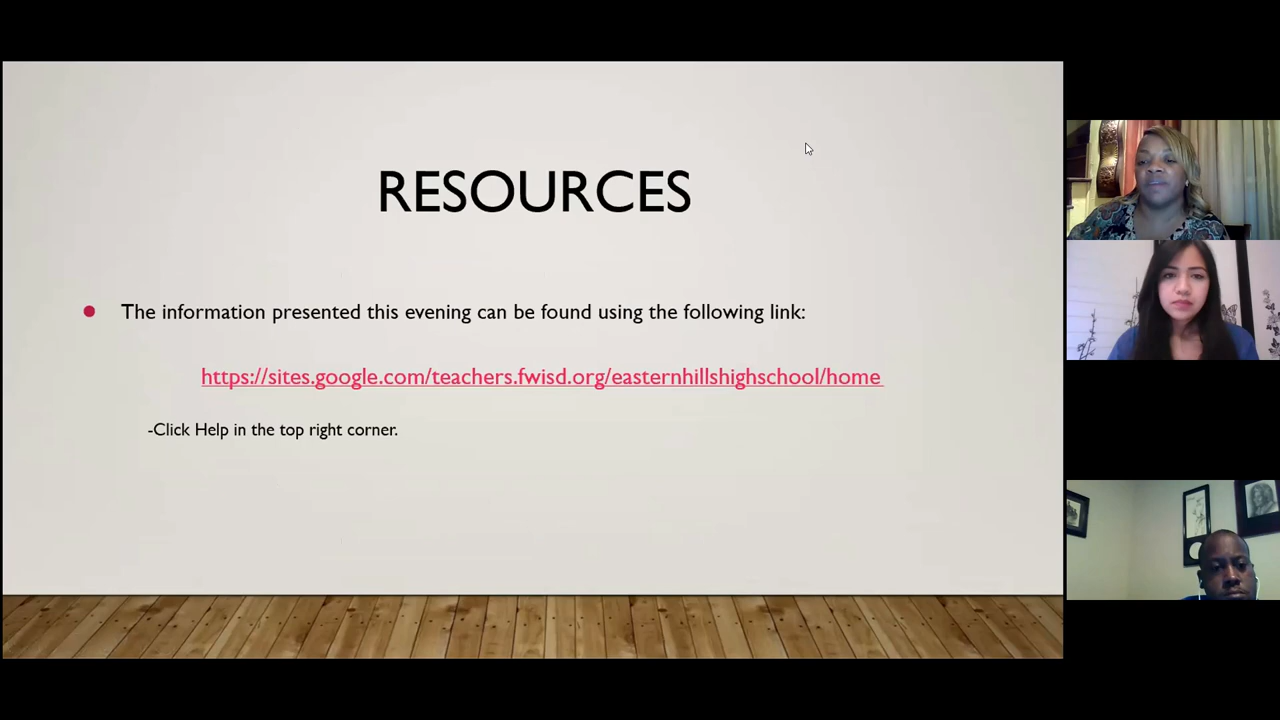 RESOURCES
The information presented this evening can be found using the following link:
https://sites.google.com/teachers.fwisd.org/easternhillshighschool/home
-Click Help in the top right corner.